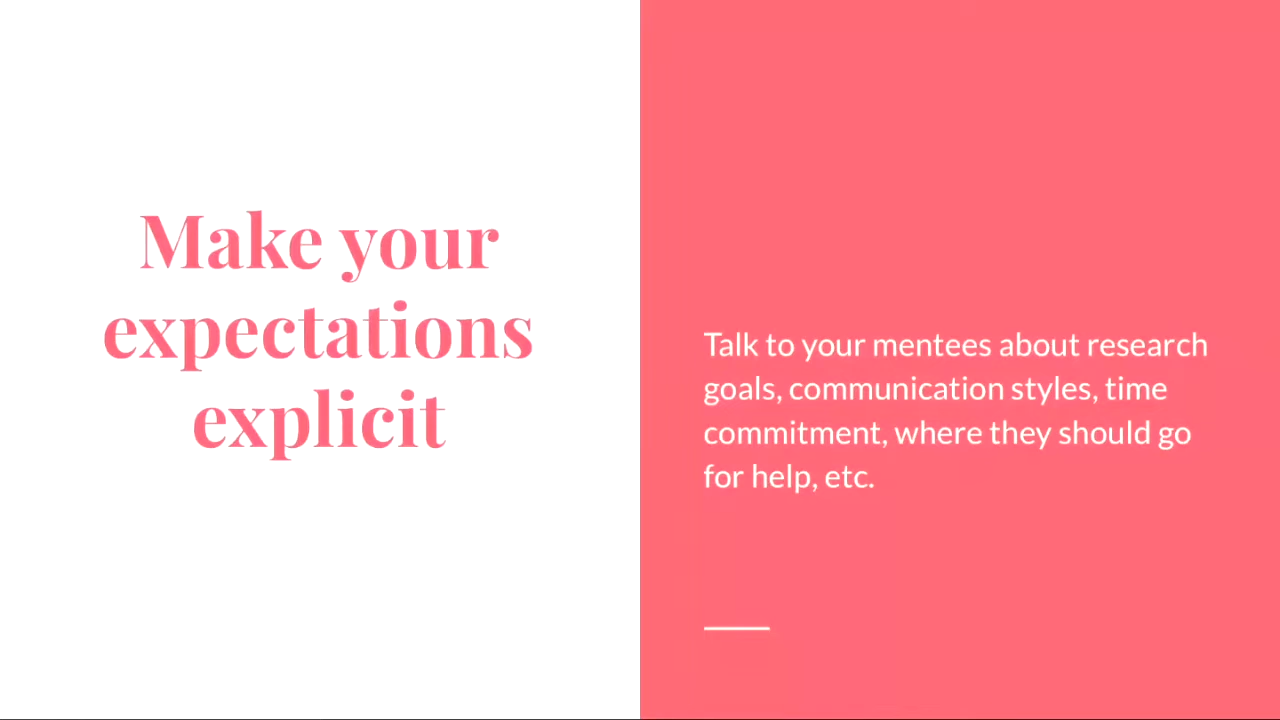 Make your
expectations
explicit
Talk to your mentees about research
goals, communication styles, time
commitment, where they should go
for help, etc.